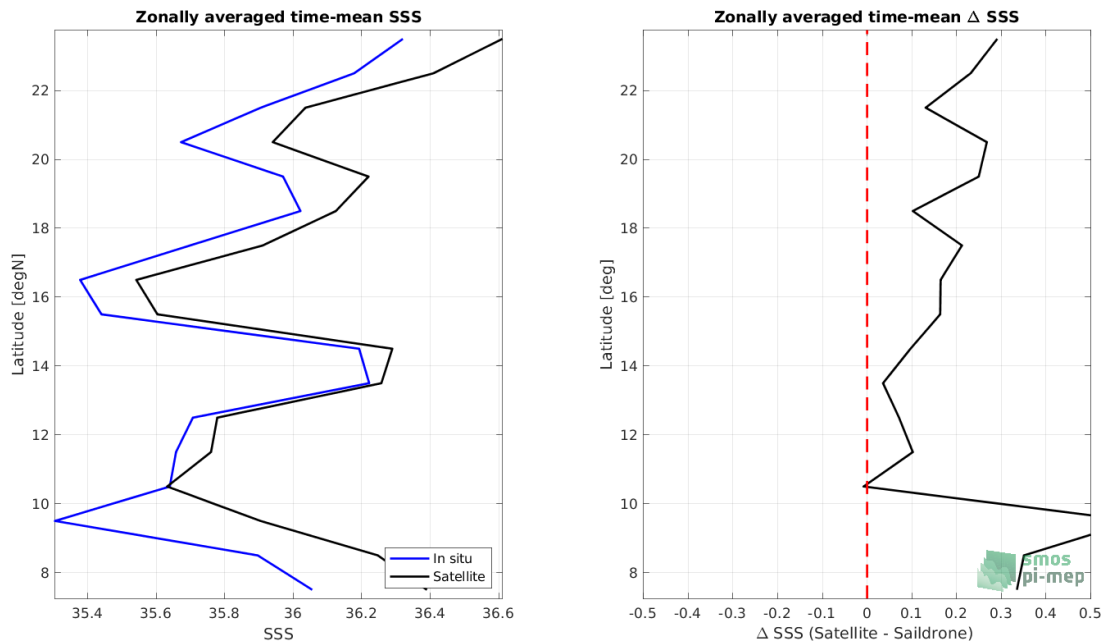 Zonally averaged time-mean SSS
Latitude [degN]
22
20
18
16
14
12
10
8
35.4 35.6 35.8 36 36.2 36.4 36.6
SSS
In situ
Satellite
Zonally averaged time-mean Δ SSS
Latitude [deg]
22
20
18
16
14
12
10
8
-0.5 -0.4 -0.3 -0.2 -0.1 0 0.1 0.2 0.3 0.4 0.5
Δ SSS (Satellite - Saildrone)
smos
pi-mep